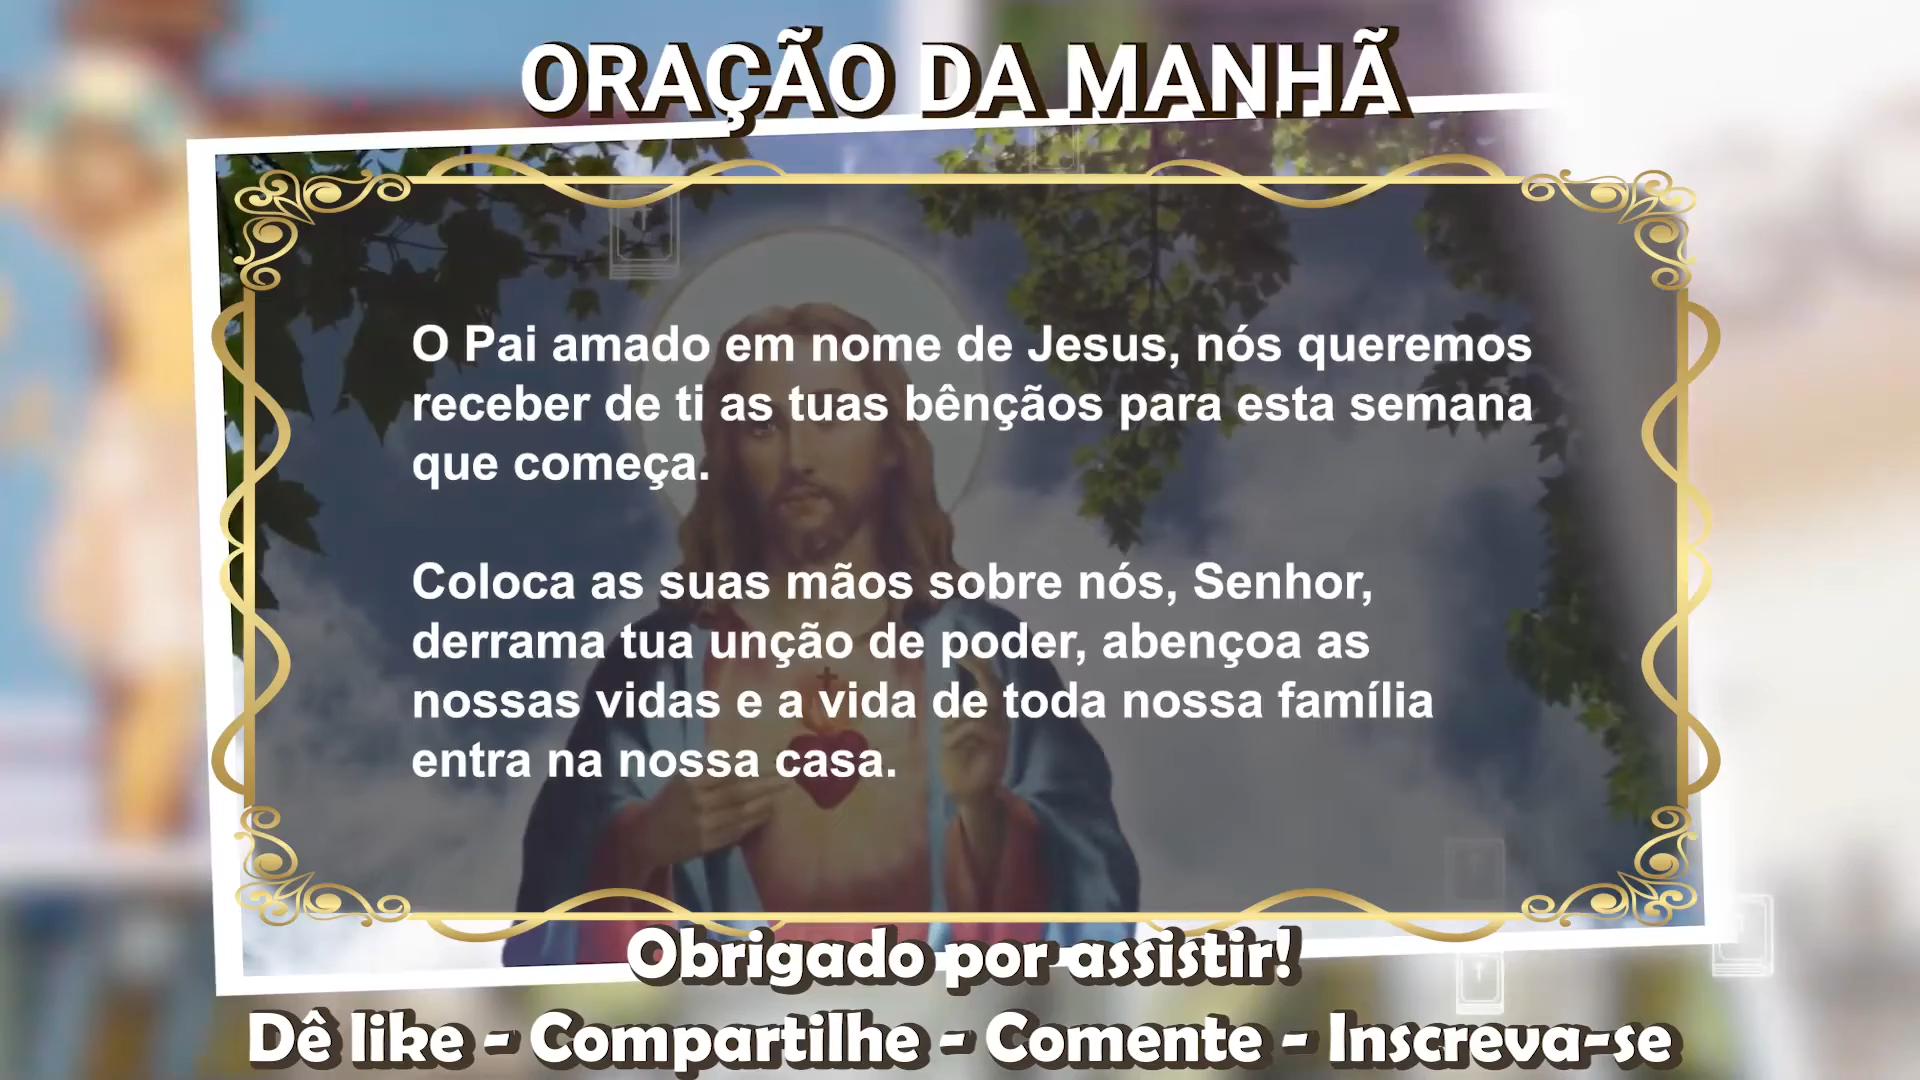 ORAÇÃO DA MANHÃ
O Pai amado em nome de Jesus, nós queremos
receber de ti as tuas bênçãos para esta semana
que começa.
Coloca as suas mãos sobre nós, Senhor,
derrama tua unção de poder, abençoa as
nossas vidas e a vida de toda nossa família
entra na nossa casa.
Obrigado por assistir!
Dê like - Compartilhe - Comente - Inscreva-se